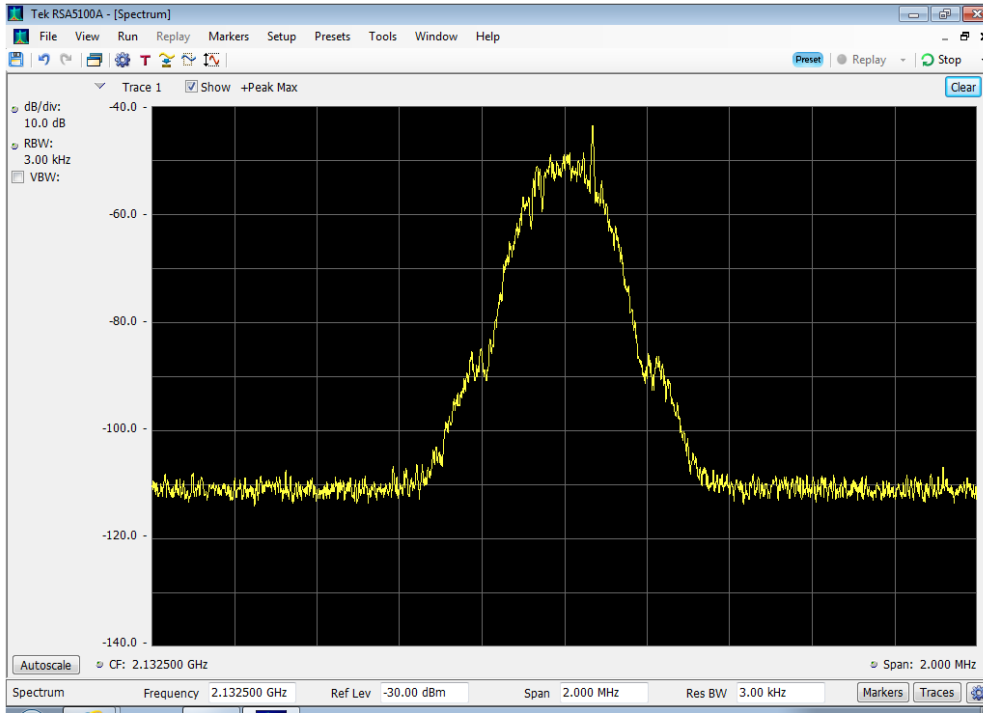 Tek RSA5100A - [Spectrum]
File View Run Replay Markers Setup Presets Tools Window Help
T Preset Replay Stop
Trace 1 Show +Peak Max Clear
dB/div:
10.0 dB
RBW:
3.00 kHz
VBW:
-40.0 -
-60.0 -
-80.0 -
-100.0 -
-120.0 -
-140.0 -
Autoscale CF: 2.132500 GHz Span: 2.000 MHz
Spectrum Frequency 2.132500 GHz Ref Lev -30.00 dBm Span 2.000 MHz Res BW 3.00 kHz Markers Traces